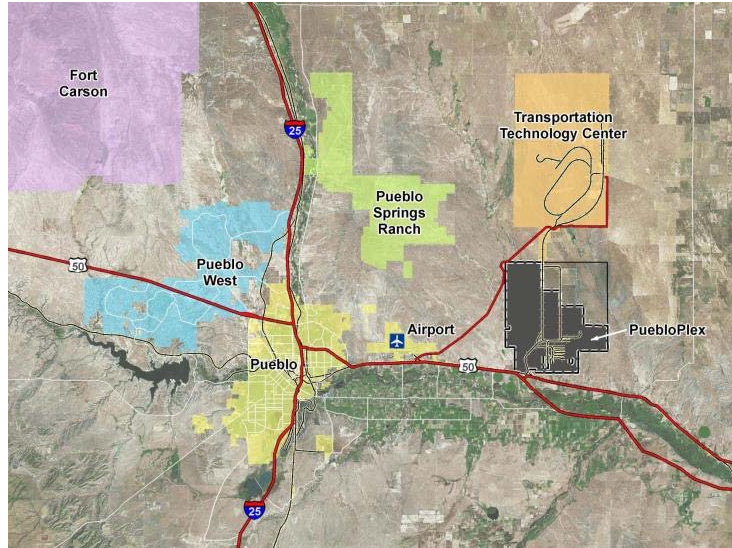 Fort
Carson
25
Transportation
Technology Center
Pueblo
Springs
Ranch
50
Pueblo
West
Airport
PuebloPlex
Pueblo
50
25